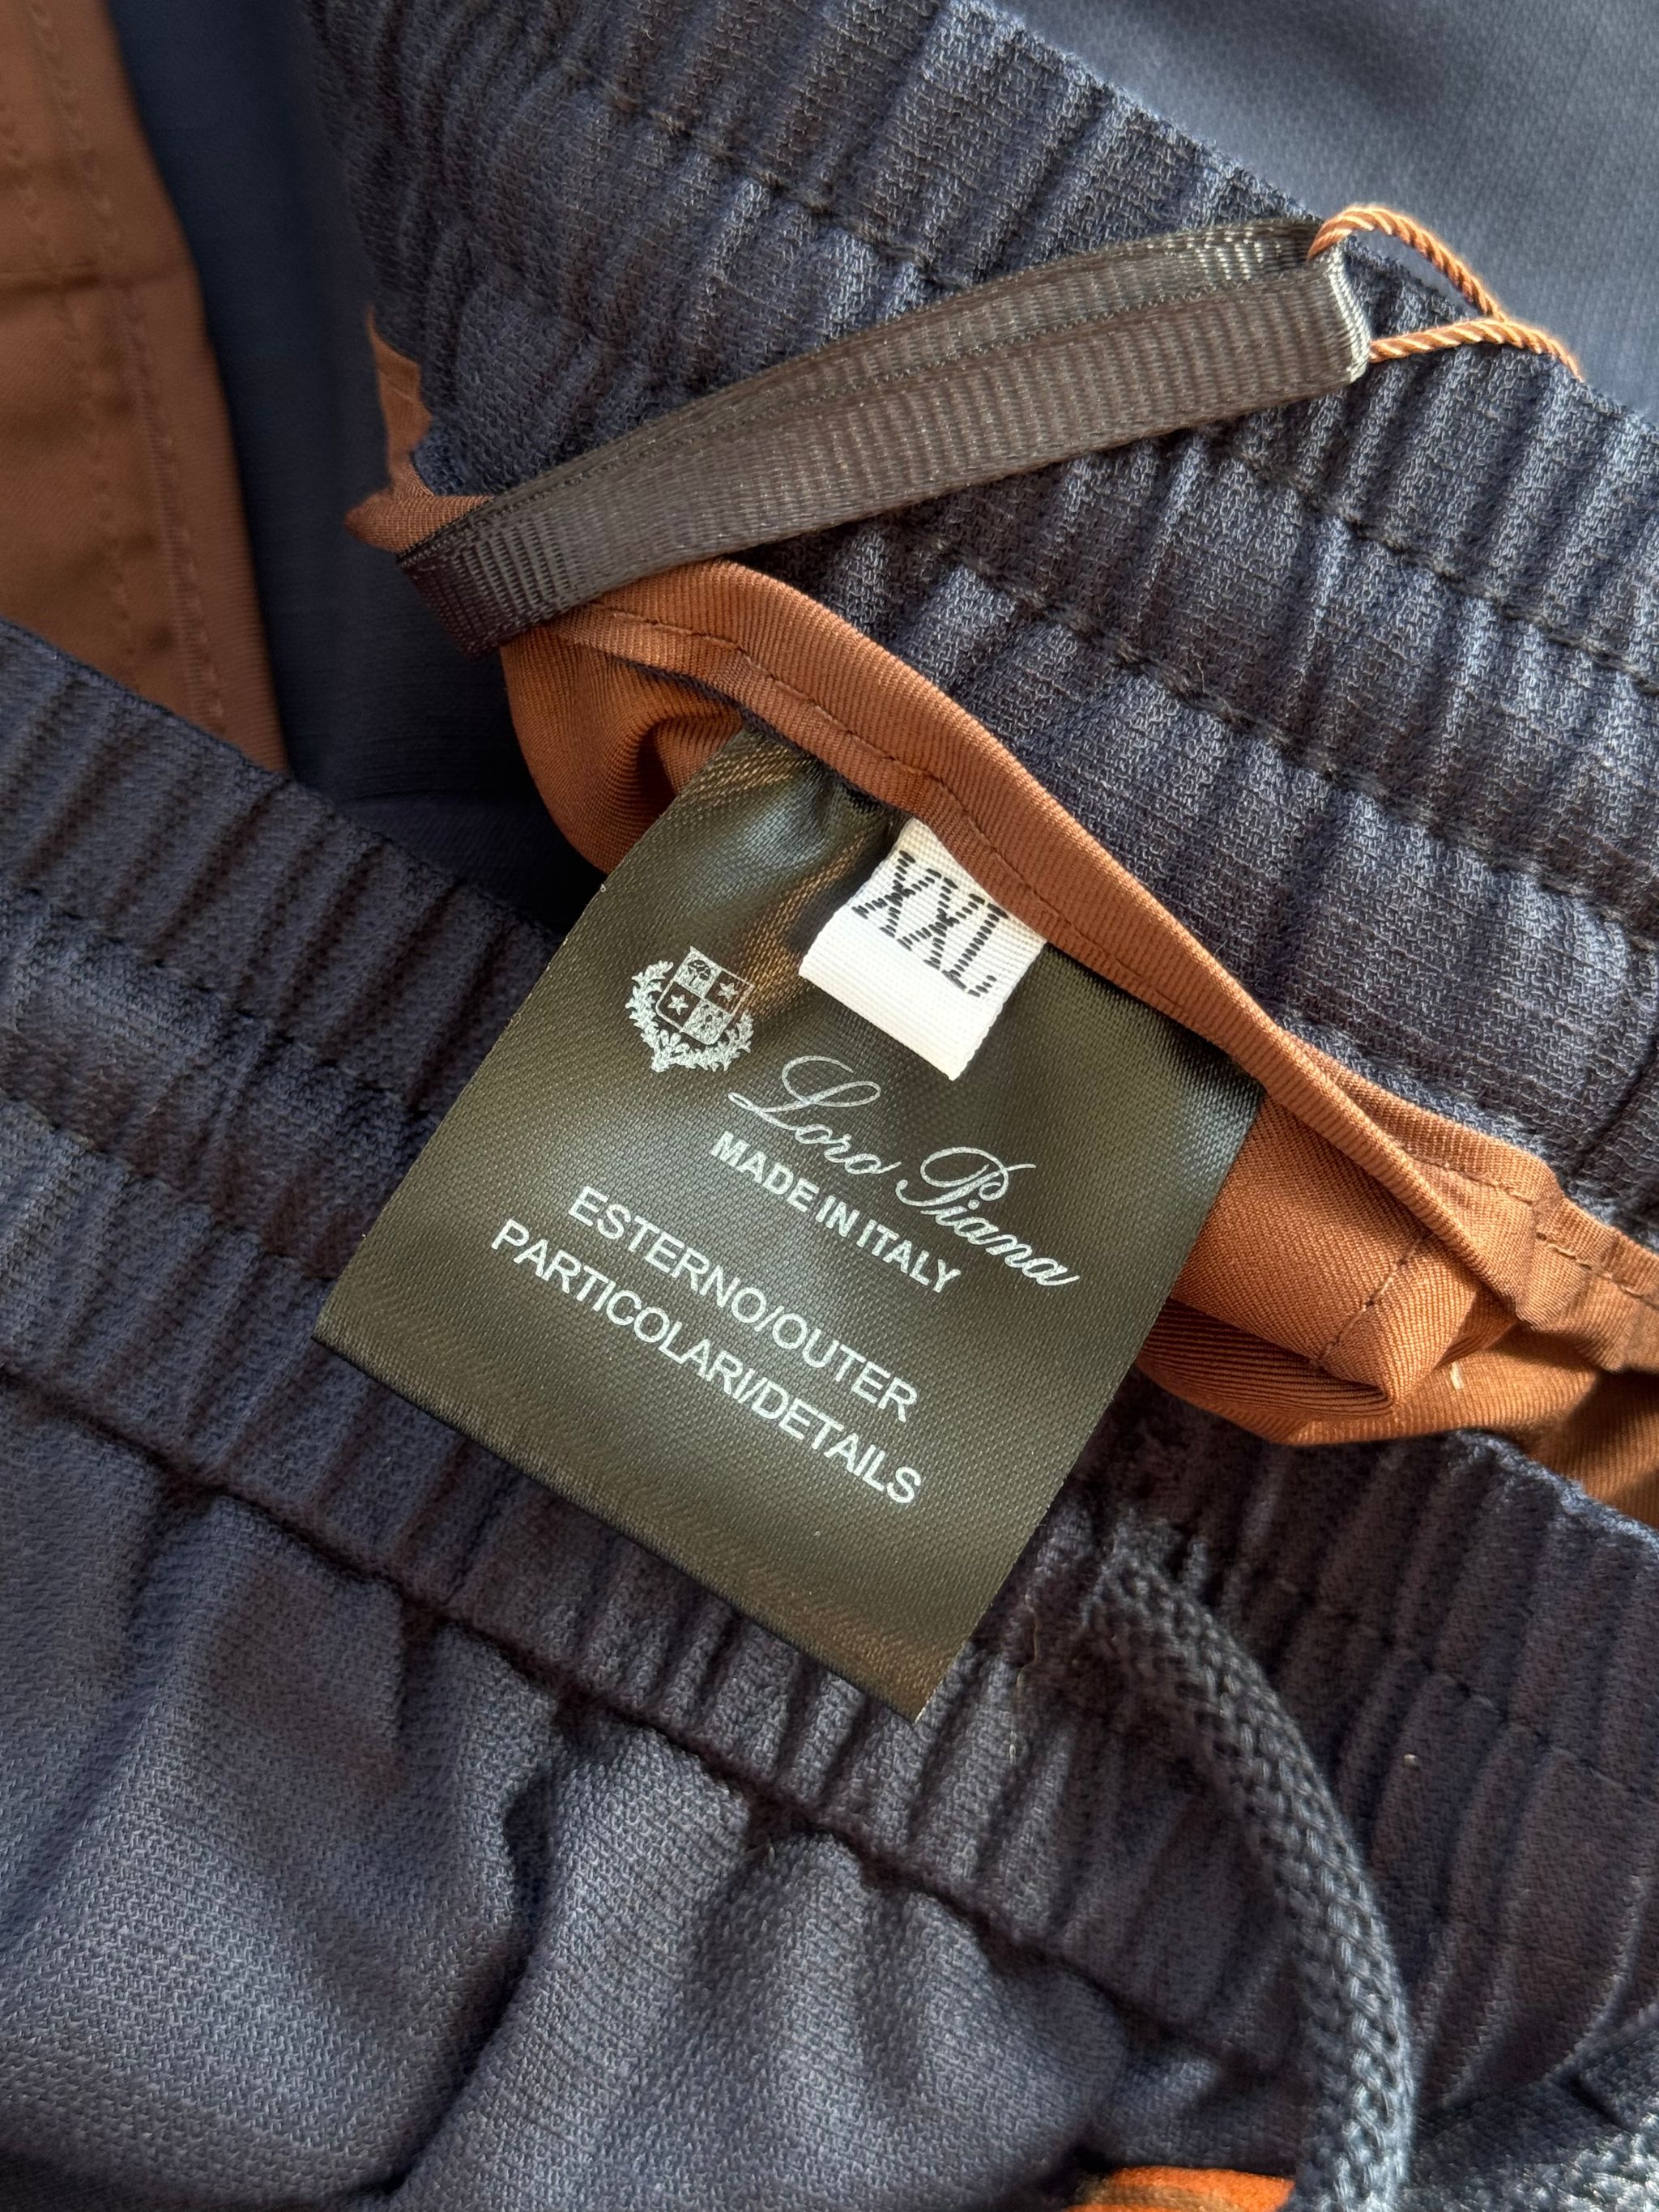 XXL
Loro Piana
MADE IN ITALY
ESTERNO/OUTER
PARTICOLARI/DETAILS